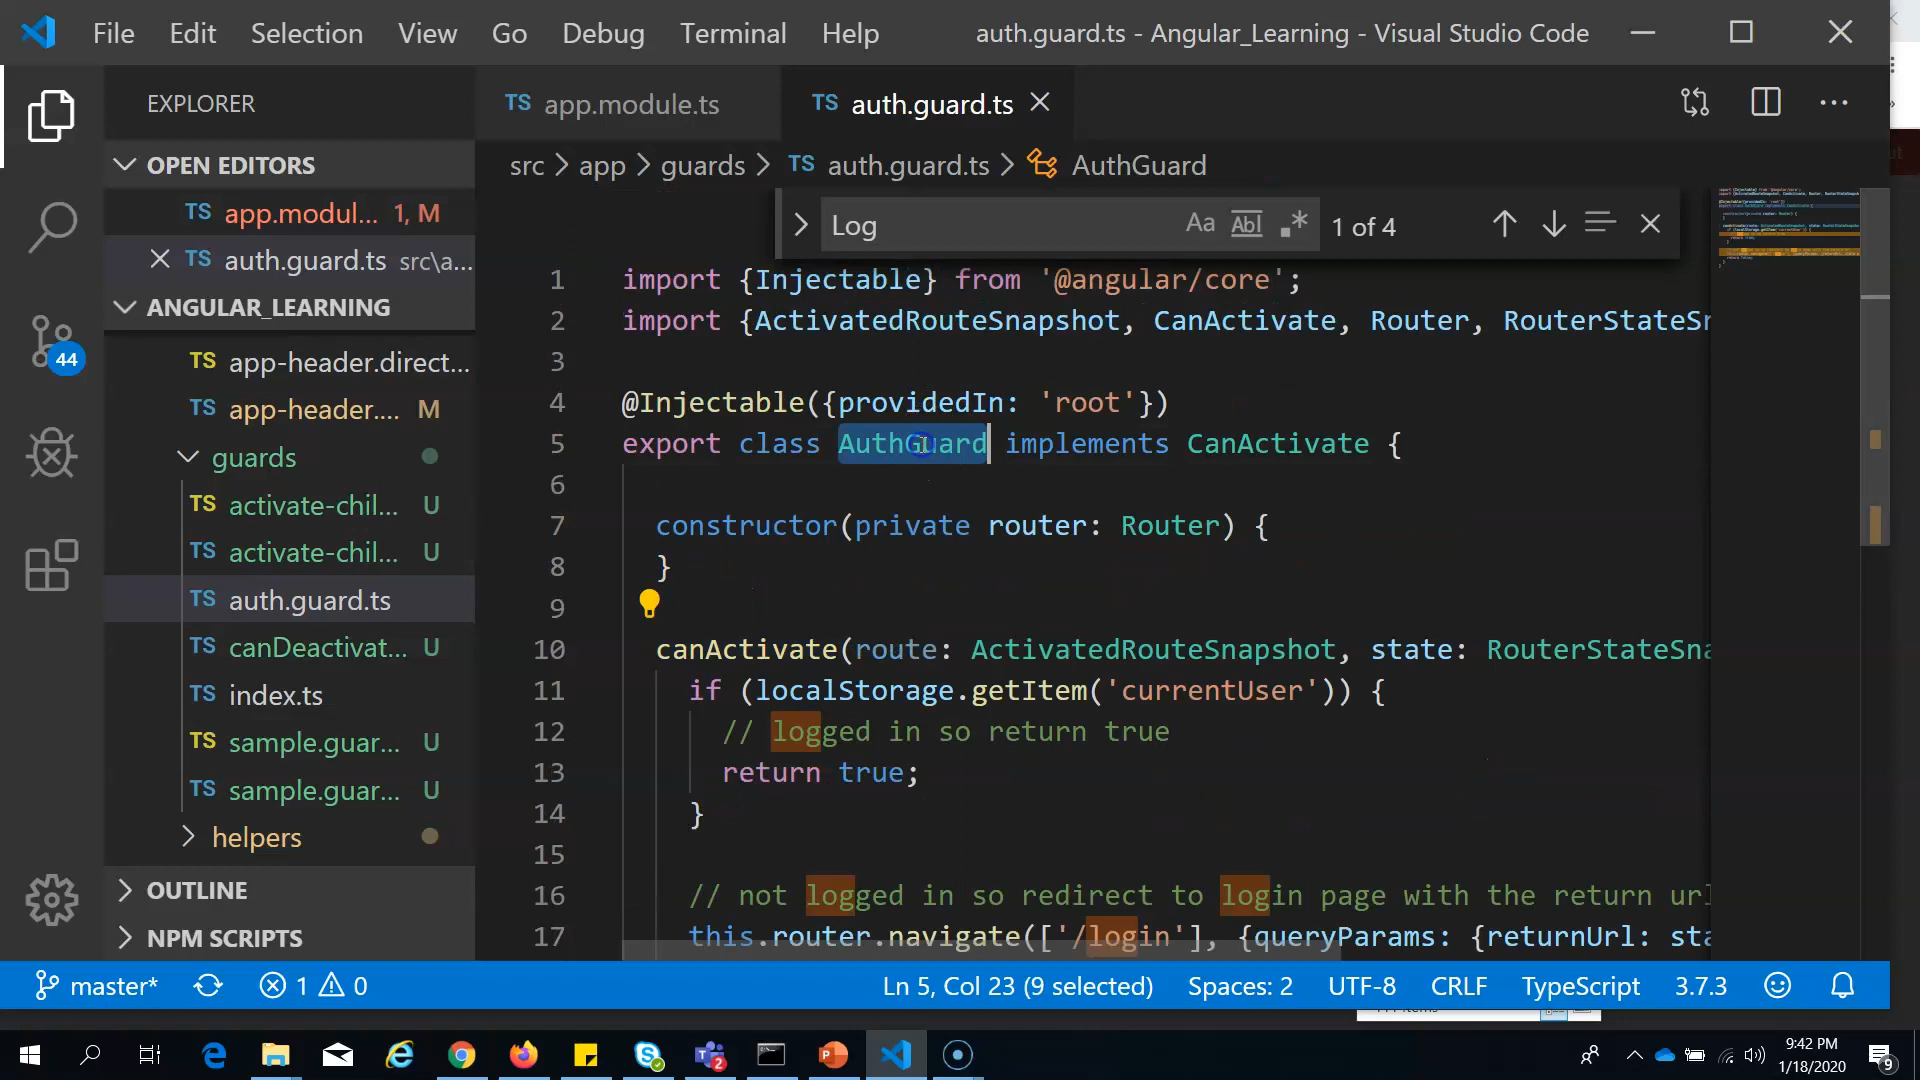 File Edit Selection View Go Debug Terminal Help auth.guard.ts - Angular_Learning - Visual Studio Code
EXPLORER
TS app.module.ts
TS auth.guard.ts
OPEN EDITORS
TS app.modul... 1, M
TS auth.guard.ts src\a...
ANGULAR_LEARNING
TS app-header.direct...
TS app-header.... M
guards
TS activate-chil... U
TS activate-chil... U
TS auth.guard.ts
TS canDeactivat... U
TS index.ts
TS sample.guar... U
TS sample.guar... U
helpers
OUTLINE
NPM SCRIPTS
44
src > app > guards > TS auth.guard.ts > AuthGuard
Log Aa Abl .* 1 of 4
1 import {Injectable} from '@angular/core';
2 import {ActivatedRouteSnapshot, CanActivate, Router, RouterStateSn
3
4 @Injectable({providedIn: 'root'})
5 export class AuthGuard implements CanActivate {
6
7 constructor(private router: Router) {
8 }
9
10 canActivate(route: ActivatedRouteSnapshot, state: RouterStateSna
11 if (localStorage.getItem('currentUser')) {
12 // logged in so return true
13 return true;
14 }
15
16 // not logged in so redirect to login page with the return url
17 this.router.navigate(['/login'], {queryParams: {returnUrl: sta
master* 1 0 Ln 5, Col 23 (9 selected) Spaces: 2 UTF-8 CRLF TypeScript 3.7.3
2
9:42 PM
1/18/2020
9